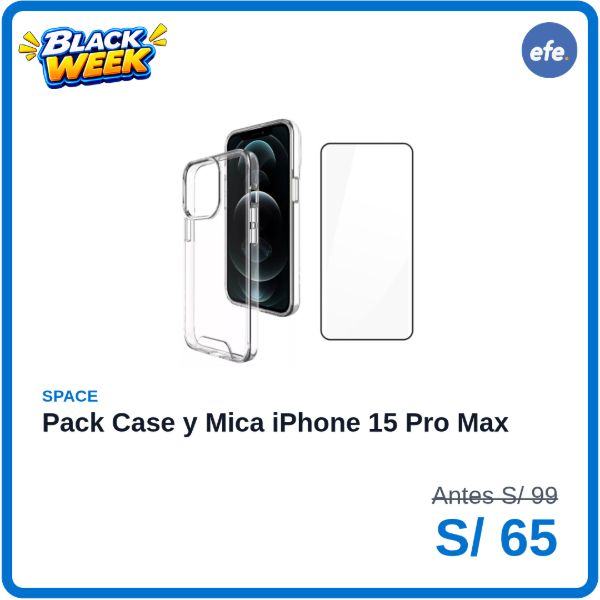 BLACK
WEEK
efe.
SPACE
Pack Case y Mica iPhone 15 Pro Max
Antes S/ 99
S/ 65